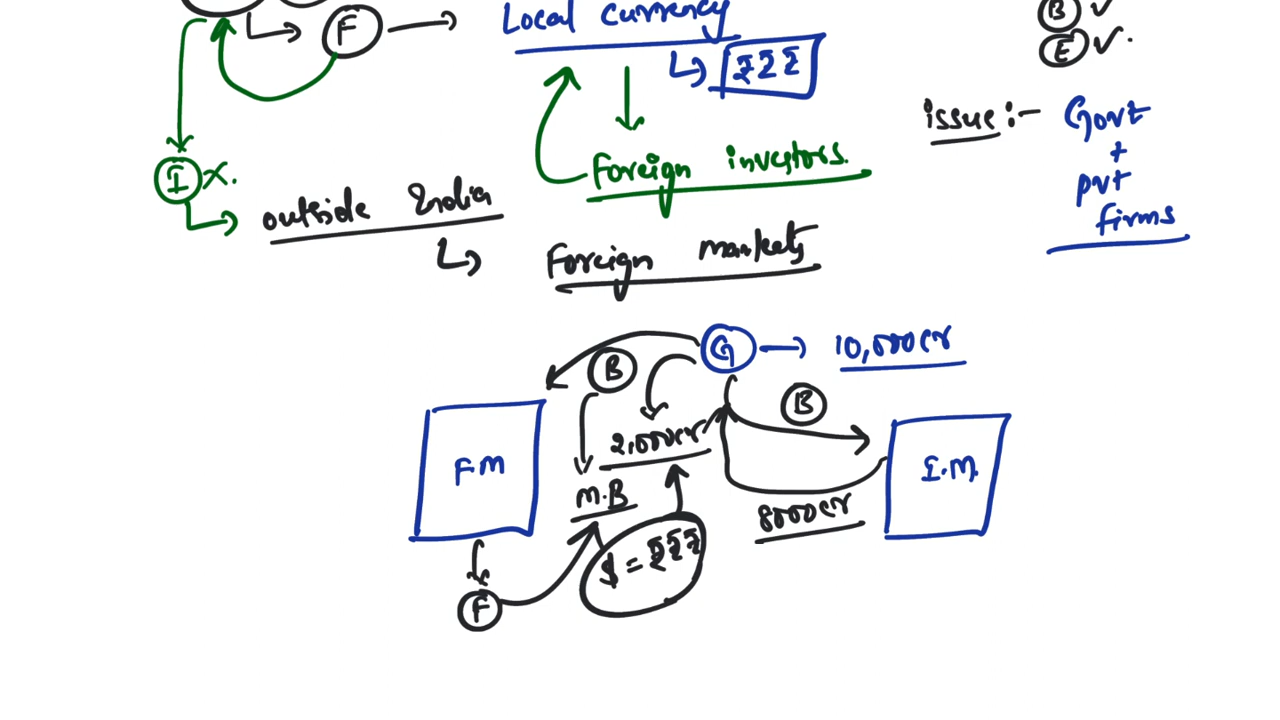 Local currency
F
B ✓
E ✓.
→ ₹₹₹
issue:- Govt
+
pvt
firms
Foreign investors.
I X.
outside India
Foreign markets
G → 10,000cr
B
B
2,000cr
F.M
I.M.
M.B
8000cr
$ = ₹₹₹
F